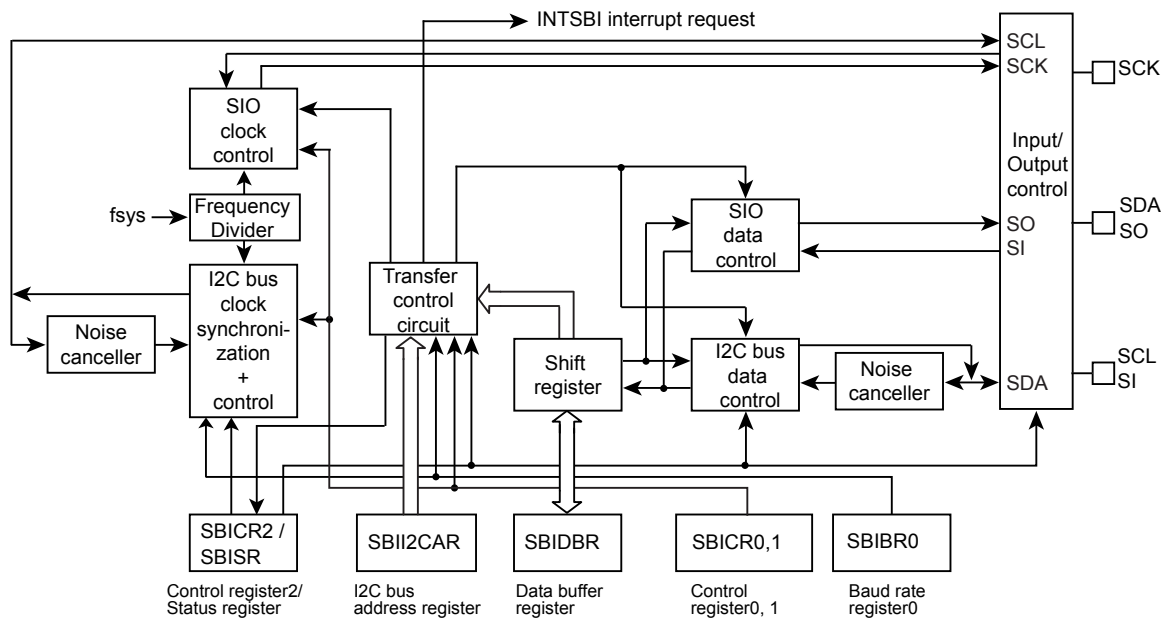 INTSBI interrupt request
SCL
SCK
SCK
SIO
clock
control
Input/
Output
control
fsys
Frequency
Divider
SIO
data
control
SO
SI
SDA
SO
I2C bus
clock
synchroni-
zation
+
control
Transfer
control
circuit
Noise
canceller
Shift
register
I2C bus
data
control
Noise
canceller
SDA
SCL
SI
SBICR2 /
SBISR
SBII2CAR
SBIDBR
SBICR0,1
SBIBR0
Control register2/
Status register
I2C bus
address register
Data buffer
register
Control
register0, 1
Baud rate
register0